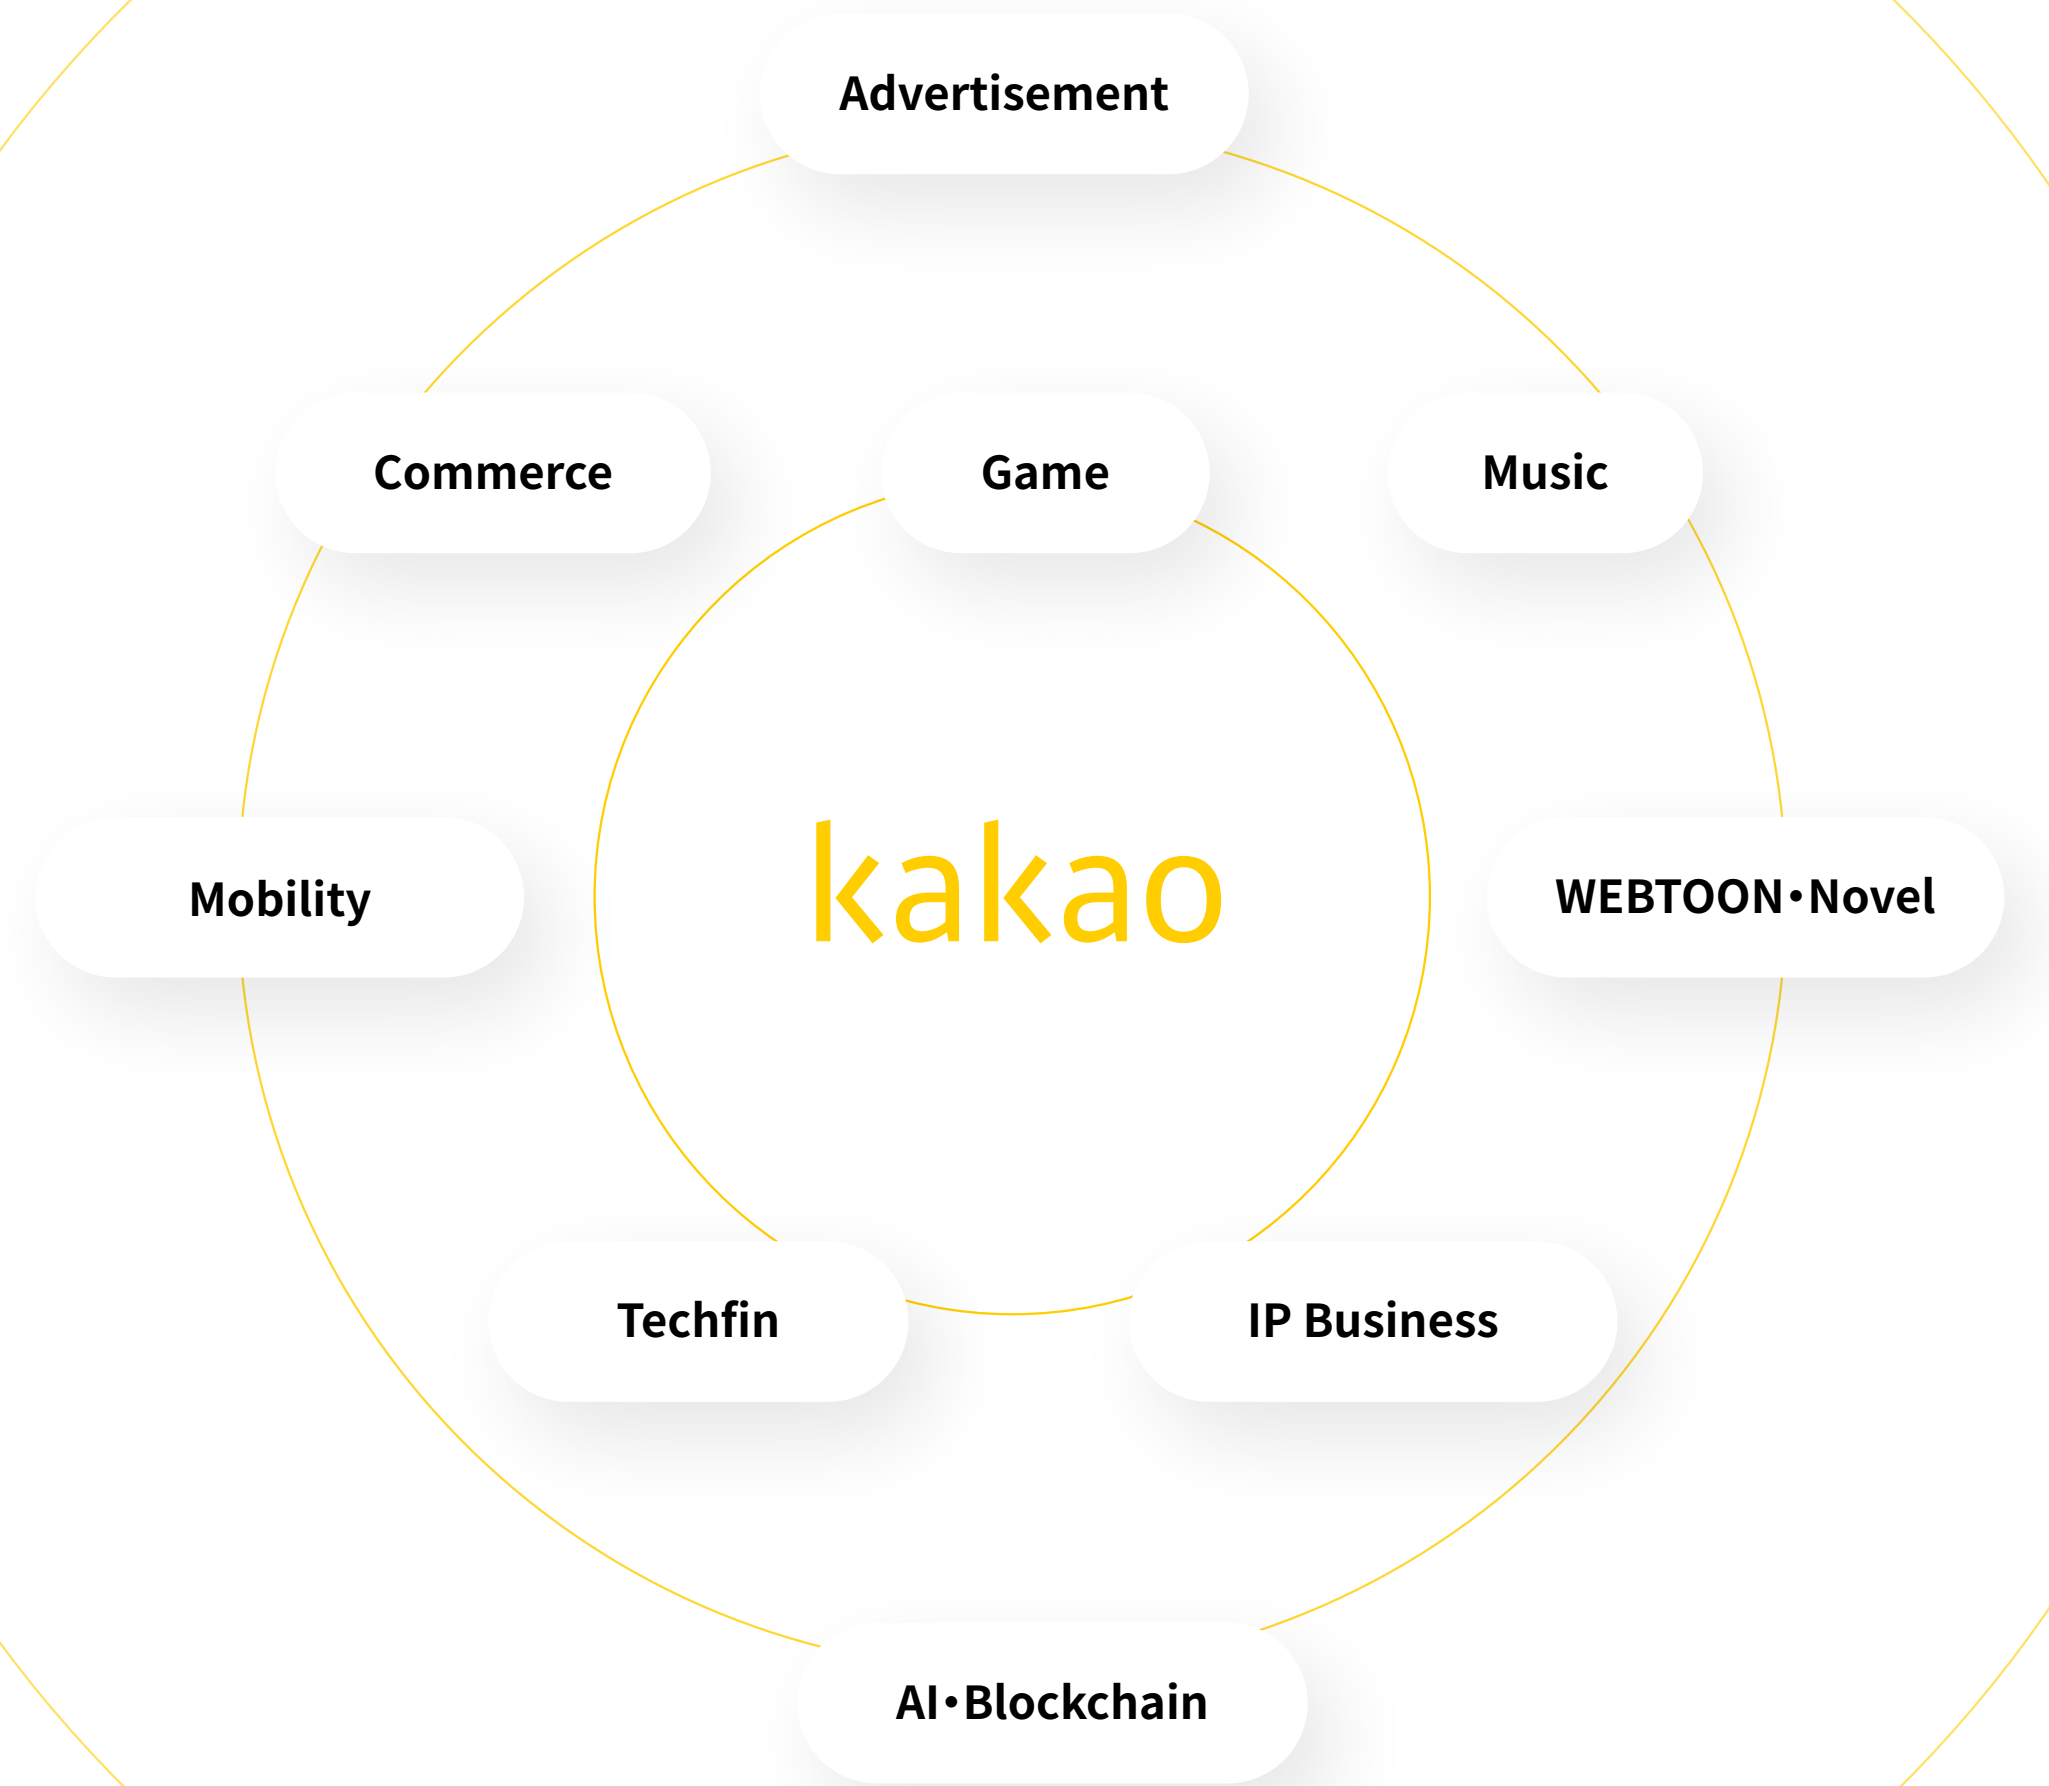 Advertisement
Commerce
Game
Music
Mobility
kakao
WEBTOON•Novel
Techfin
IP Business
AI•Blockchain